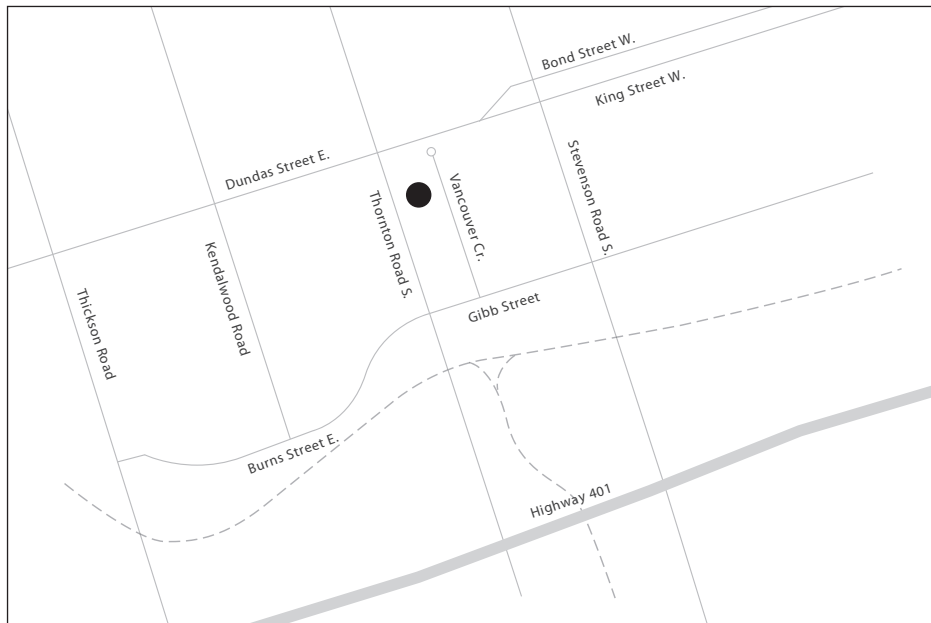 Bond Street W.
King Street W.
Dundas Street E.
Stevenson Road S.
Vancouver Cr.
Thornton Road S.
Kendalwood Road
Thickson Road
Gibb Street
Burns Street E.
Highway 401